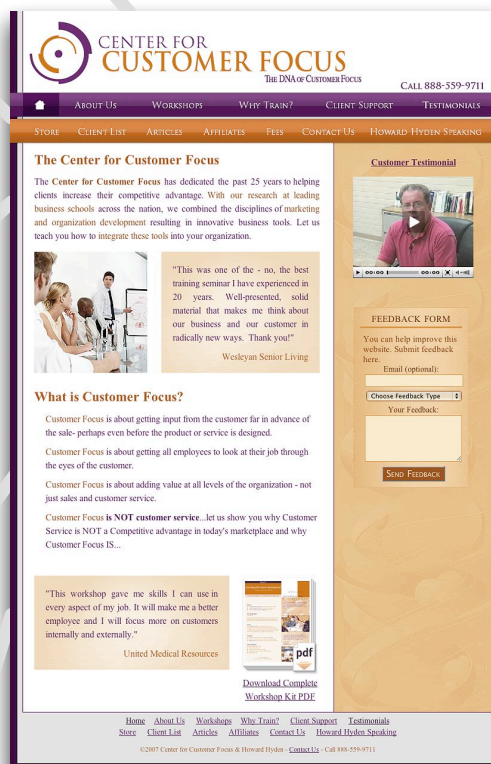 CENTER FOR
CUSTOMER FOCUS
THE DNA OF CUSTOMER FOCUS
CALL 888-559-9711
ABOUT US WORKSHOPS WHY TRAIN? CLIENT SUPPORT TESTIMONIALS
STORE CLIENT LIST ARTICLES AFFILIATES FEES CONTACT US HOWARD HYDEN SPEAKING
The Center for Customer Focus
The Center for Customer Focus has dedicated the past 25 years to helping
clients increase their competitive advantage. With our research at leading
business schools across the nation, we combined the disciplines of marketing
and organization development resulting in innovative business tools. Let us
teach you how to integrate these tools into your organization.
"This was one of the - no, the best
training seminar I have experienced in
20 years. Well-presented, solid
material that makes me think about
our business and our customer in
radically new ways. Thank you!"
Wesleyan Senior Living
What is Customer Focus?
Customer Focus is about getting input from the customer far in advance of
the sale- perhaps even before the product or service is designed.
Customer Focus is about getting all employees to look at their job through
the eyes of the customer.
Customer Focus is about adding value at all levels of the organization - not
just sales and customer service.
Customer Focus is NOT customer service...let us show you why Customer
Service is NOT a Competitive advantage in today's marketplace and why
Customer Focus IS...
"This workshop gave me skills I can use in
every aspect of my job. It will make me a better
employee and I will focus more on customers
internally and externally."
United Medical Resources
pdf
Download Complete
Workshop Kit PDF
Customer Testimonial
00:00 00:00
FEEDBACK FORM
You can help improve this
website. Submit feedback
here.
Email (optional):
Choose Feedback Type
Your Feedback:
SEND FEEDBACK
Home About Us Workshops Why Train? Client Support Testimonials
Store Client List Articles Affiliates Contact Us Howard Hyden Speaking
©2007 Center for Customer Focus & Howard Hyden - Contact Us - Call 888-559-9711